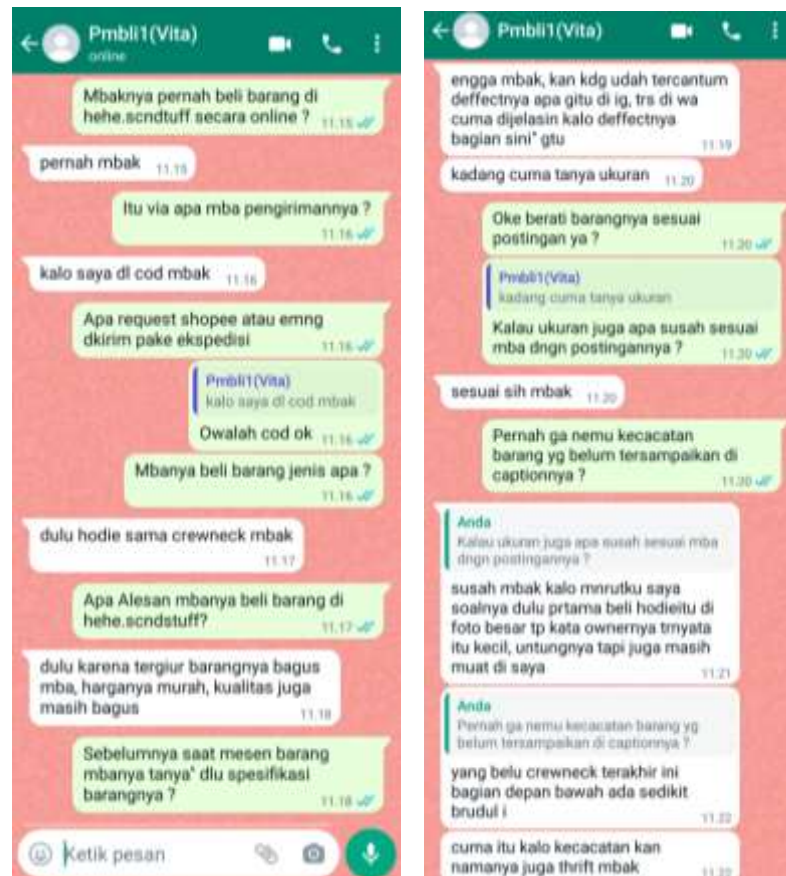 Pmbli1(Vita)
online
Mbaknya pernah beli barang di
hehe.scndtuff secara online ?
11.15
pernah mbak
11.15
Itu via apa mba pengirimannya ?
11.16
kalo saya dl cod mbak
11.16
Apa request shopee atau emng
dkirim pake ekspedisi
11.16
Pmbli1(Vita)
kalo saya dl cod mbak
Owalah cod ok
11.16
Mbanya beli barang jenis apa ?
11.16
dulu hodie sama crewneck mbak
11.17
Apa Alesan mbanya beli barang di
hehe.scndstuff?
11.17
dulu karena tergiur barangnya bagus
mba, harganya murah, kualitas juga
masih bagus
11.18
Sebelumnya saat mesen barang
mbanya tanya" dlu spesifikasi
barangnya ?
11.18
Ketik pesan
Pmbli1(Vita)
engga mbak, kan kdg udah tercantum
deffectnya apa gitu di ig, trs di wa
cuma dijelasin kalo deffectnya
bagian sini" gtu
11.19
kadang cuma tanya ukuran
11.20
Oke berati barangnya sesuai
postingan ya ?
11.20
Pmbli1(Vita)
kadang cuma tanya ukuran
Kalau ukuran juga apa susah sesuai
mba dngn postingannya ?
11.20
sesuai sih mbak
11.20
Pernah ga nemu kecacatan
barang yg belum tersampaikan di
captionnya ?
11.20
Anda
Kalau ukuran juga apa susah sesuai mba
dngn postingannya ?
susah mbak kalo mnrutku saya
soalnya dulu prtama beli hodieitu di
foto besar tp kata ownernya trnyata
itu kecil, untungnya tapi juga masih
muat di saya
11.21
Anda
Pernah ga nemu kecacatan barang yg
belum tersampaikan di captionnya ?
yang belu crewneck terakhir ini
bagian depan bawah ada sedikit
brudul i
11.22
cuma itu kalo kecacatan kan
namanya juga thrift mbak
11.22